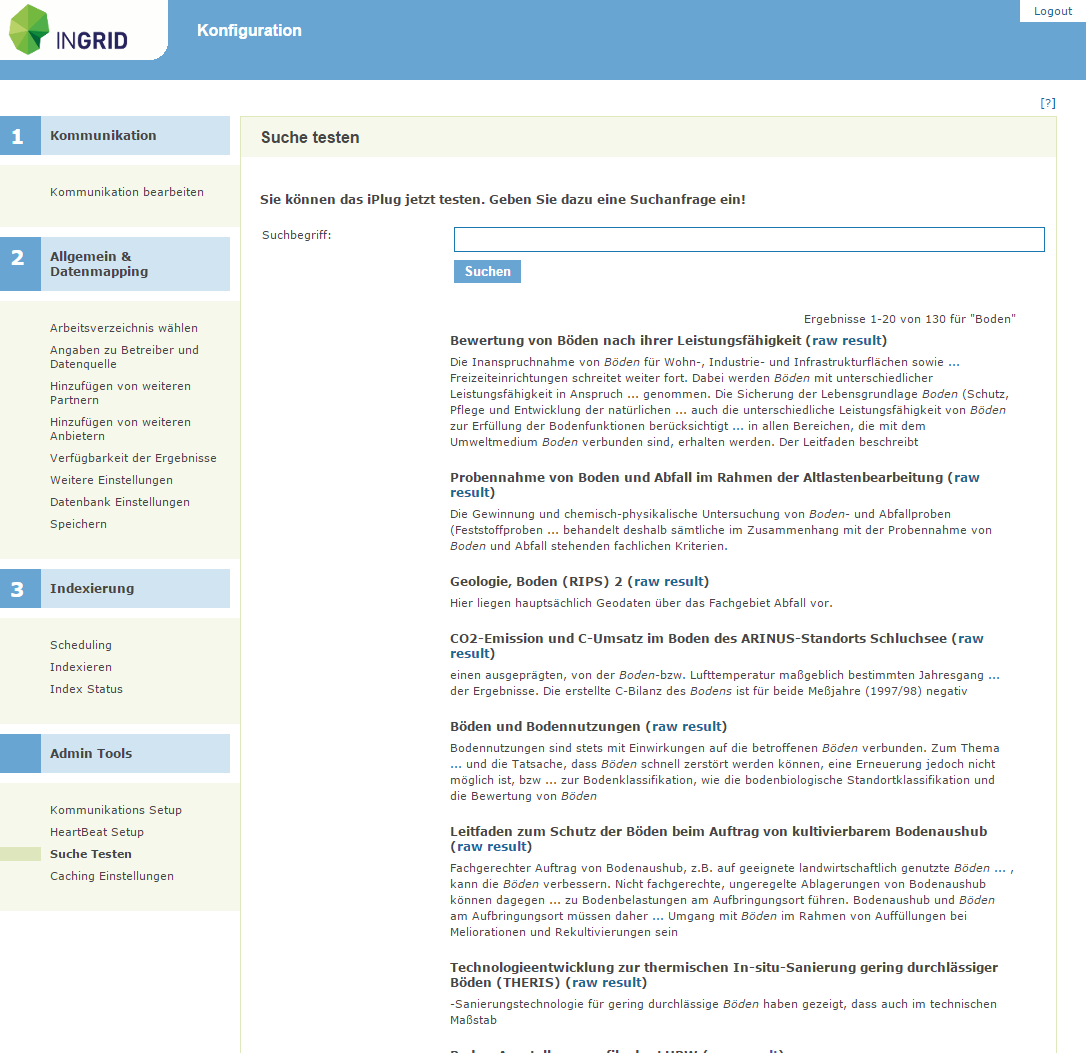 INGRID
Konfiguration
Logout
[?]
1 Kommunikation
Kommunikation bearbeiten
2 Allgemein &
Datenmapping
Arbeitsverzeichnis wählen
Angaben zu Betreiber und
Datenquelle
Hinzufügen von weiteren
Partnern
Hinzufügen von weiteren
Anbietern
Verfügbarkeit der Ergebnisse
Weitere Einstellungen
Datenbank Einstellungen
Speichern
3 Indexierung
Scheduling
Indexieren
Index Status
Admin Tools
Kommunikations Setup
HeartBeat Setup
Suche Testen
Caching Einstellungen
Suche testen
Sie können das iPlug jetzt testen. Geben Sie dazu eine Suchanfrage ein!
Suchbegriff:
Suchen
Ergebnisse 1-20 von 130 für "Boden"
Bewertung von Böden nach ihrer Leistungsfähigkeit (raw result)
Die Inanspruchnahme von Böden für Wohn-, Industrie- und Infrastrukturflächen sowie ...
Freizeiteinrichtungen schreitet weiter fort. Dabei werden Böden mit unterschiedlicher
Leistungsfähigkeit in Anspruch ... genommen. Die Sicherung der Lebensgrundlage Boden (Schutz,
Pflege und Entwicklung der natürlichen ... auch die unterschiedliche Leistungsfähigkeit von Böden
zur Erfüllung der Bodenfunktionen berücksichtigt ... in allen Bereichen, die mit dem
Umweltmedium Boden verbunden sind, erhalten werden. Der Leitfaden beschreibt
Probennahme von Boden und Abfall im Rahmen der Altlastenbearbeitung (raw
result)
Die Gewinnung und chemisch-physikalische Untersuchung von Boden- und Abfallproben
(Feststoffproben ... behandelt deshalb sämtliche im Zusammenhang mit der Probennahme von
Boden und Abfall stehenden fachlichen Kriterien.
Geologie, Boden (RIPS) 2 (raw result)
Hier liegen hauptsächlich Geodaten über das Fachgebiet Abfall vor.
CO2-Emission und C-Umsatz im Boden des ARINUS-Standorts Schluchsee (raw
result)
einen ausgeprägten, von der Boden-bzw. Lufttemperatur maßgeblich bestimmten Jahresgang ...
der Ergebnisse. Die erstellte C-Bilanz des Bodens ist für beide Meßjahre (1997/98) negativ
Böden und Bodennutzungen (raw result)
Bodennutzungen sind stets mit Einwirkungen auf die betroffenen Böden verbunden. Zum Thema
... und die Tatsache, dass Böden schnell zerstört werden können, eine Erneuerung jedoch nicht
möglich ist, bzw ... zur Bodenklassifikation, wie die bodenbiologische Standortklassifikation und
die Bewertung von Böden
Leitfaden zum Schutz der Böden beim Auftrag von kultivierbarem Bodenaushub
(raw result)
Fachgerechter Auftrag von Bodenaushub, z.B. auf geeignete landwirtschaftlich genutzte Böden ... ,
kann die Böden verbessern. Nicht fachgerechte, ungeregelte Ablagerungen von Bodenaushub
können dagegen ... zu Bodenbelastungen am Aufbringungsort führen. Bodenaushub und Böden
am Aufbringungsort müssen daher ... Umgang mit Böden im Rahmen von Auffüllungen bei
Meliorationen und Rekultivierungen sein
Technologieentwicklung zur thermischen In-situ-Sanierung gering durchlässiger
Böden (THERIS) (raw result)
-Sanierungstechnologie für gering durchlässige Böden haben gezeigt, dass auch im technischen
Maßstab